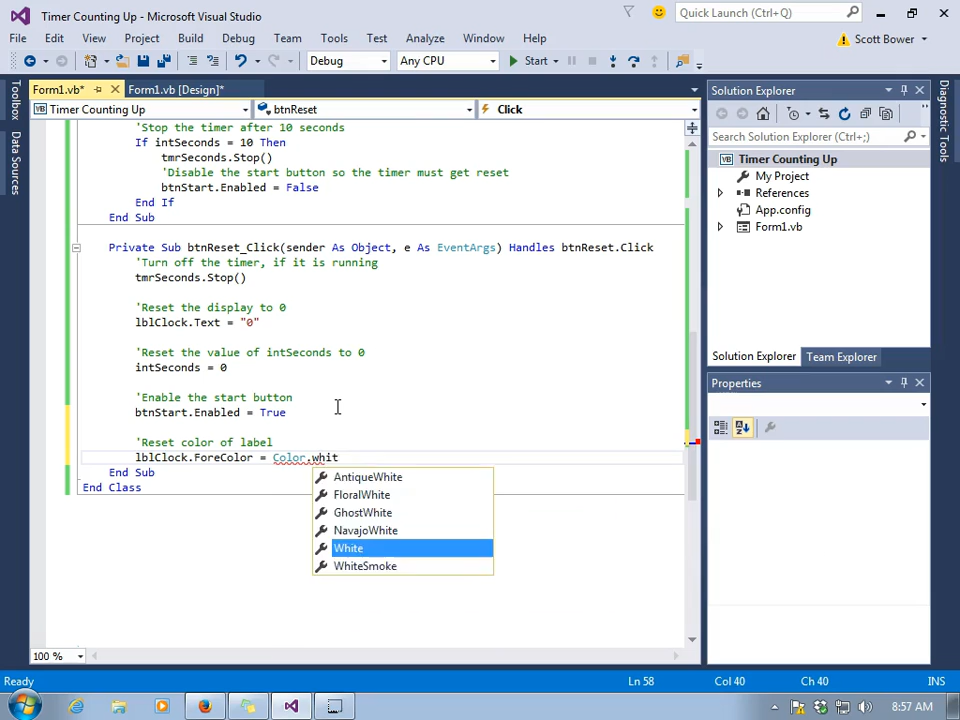 Timer Counting Up - Microsoft Visual Studio
Quick Launch (Ctrl+Q)
File Edit View Project Build Debug Team Tools Test Analyze Window Help
Scott Bower
Debug Any CPU Start
Form1.vb* Form1.vb [Design]*
Timer Counting Up btnReset Click
Toolbox
Data Sources
'Stop the timer after 10 seconds
If intSeconds = 10 Then
tmrSeconds.Stop()
'Disable the start button so the timer must get reset
btnStart.Enabled = False
End If
End Sub
Private Sub btnReset_Click(sender As Object, e As EventArgs) Handles btnReset.Click
'Turn off the timer, if it is running
tmrSeconds.Stop()
'Reset the display to 0
lblClock.Text = "0"
'Reset the value of intSeconds to 0
intSeconds = 0
'Enable the start button
btnStart.Enabled = True
'Reset color of label
lblClock.ForeColor = Color.whit
End Sub
End Class
AntiqueWhite
FloralWhite
GhostWhite
NavajoWhite
White
WhiteSmoke
100 %
Solution Explorer
Search Solution Explorer (Ctrl+;)
Timer Counting Up
My Project
References
App.config
Form1.vb
Solution Explorer Team Explorer
Properties
Diagnostic Tools
Ready Ln 58 Col 40 Ch 40 INS
8:57 AM